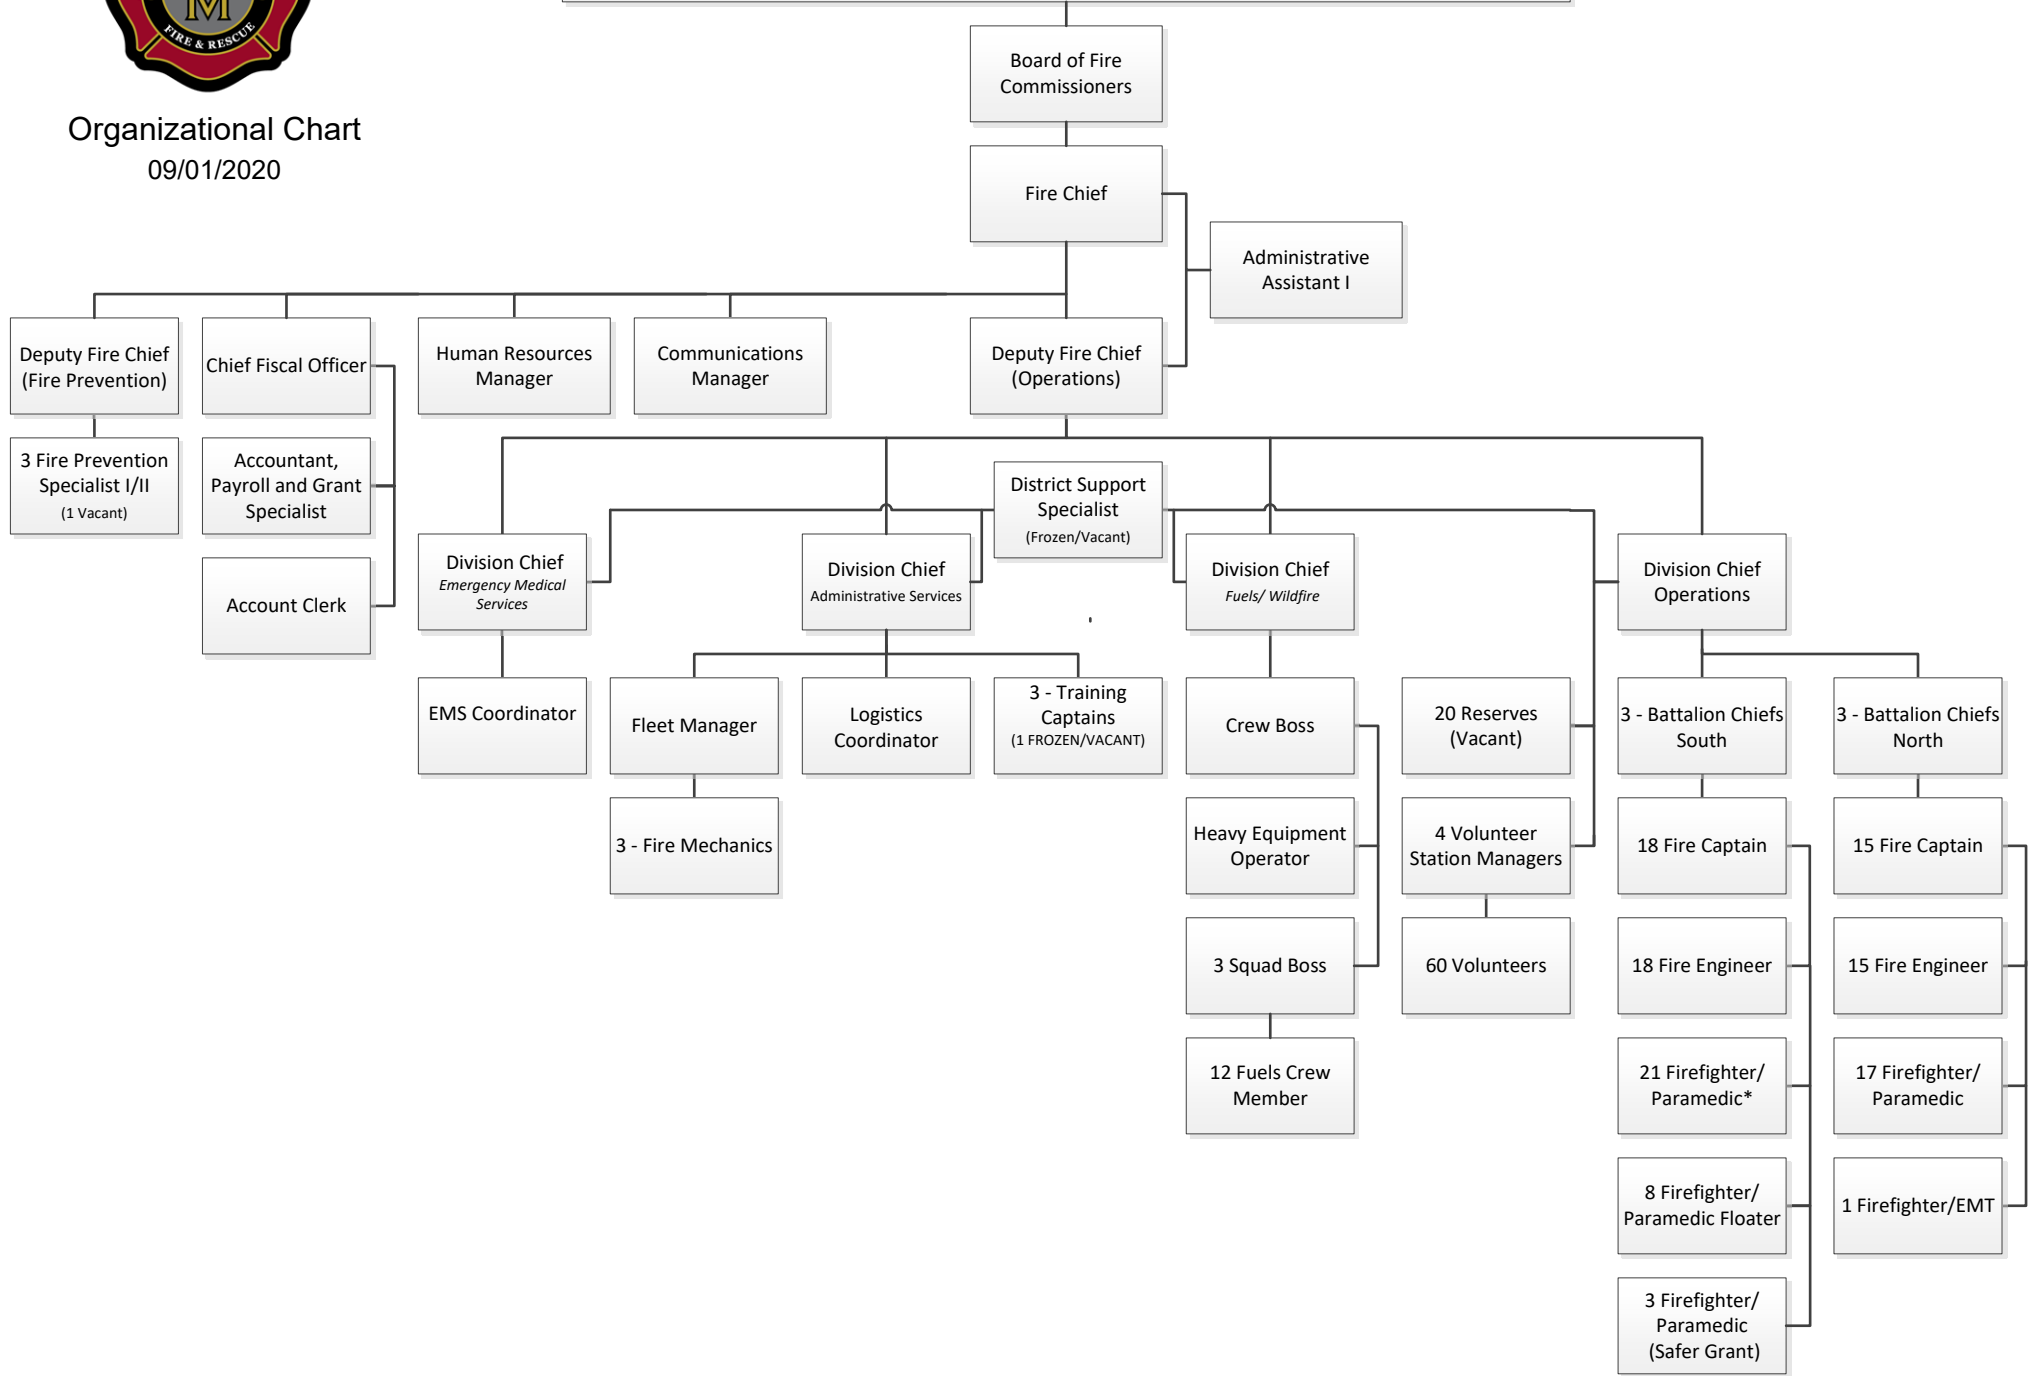 M
FIRE & RESCUE
Organizational Chart
09/01/2020
Board of Fire
Commissioners
Fire Chief
Administrative
Assistant I
Deputy Fire Chief
(Fire Prevention)
Chief Fiscal Officer
Human Resources
Manager
Communications
Manager
Deputy Fire Chief
(Operations)
3 Fire Prevention
Specialist I/II
(1 Vacant)
Accountant,
Payroll and Grant
Specialist
Account Clerk
District Support
Specialist
(Frozen/Vacant)
Division Chief
Emergency Medical
Services
Division Chief
Administrative Services
Division Chief
Fuels/ Wildfire
Division Chief
Operations
EMS Coordinator
Fleet Manager
Logistics
Coordinator
3 - Training
Captains
(1 FROZEN/VACANT)
Crew Boss
20 Reserves
(Vacant)
3 - Battalion Chiefs
South
3 - Battalion Chiefs
North
3 - Fire Mechanics
Heavy Equipment
Operator
4 Volunteer
Station Managers
18 Fire Captain
15 Fire Captain
3 Squad Boss
60 Volunteers
18 Fire Engineer
15 Fire Engineer
12 Fuels Crew
Member
21 Firefighter/
Paramedic*
17 Firefighter/
Paramedic
8 Firefighter/
Paramedic Floater
1 Firefighter/EMT
3 Firefighter/
Paramedic
(Safer Grant)